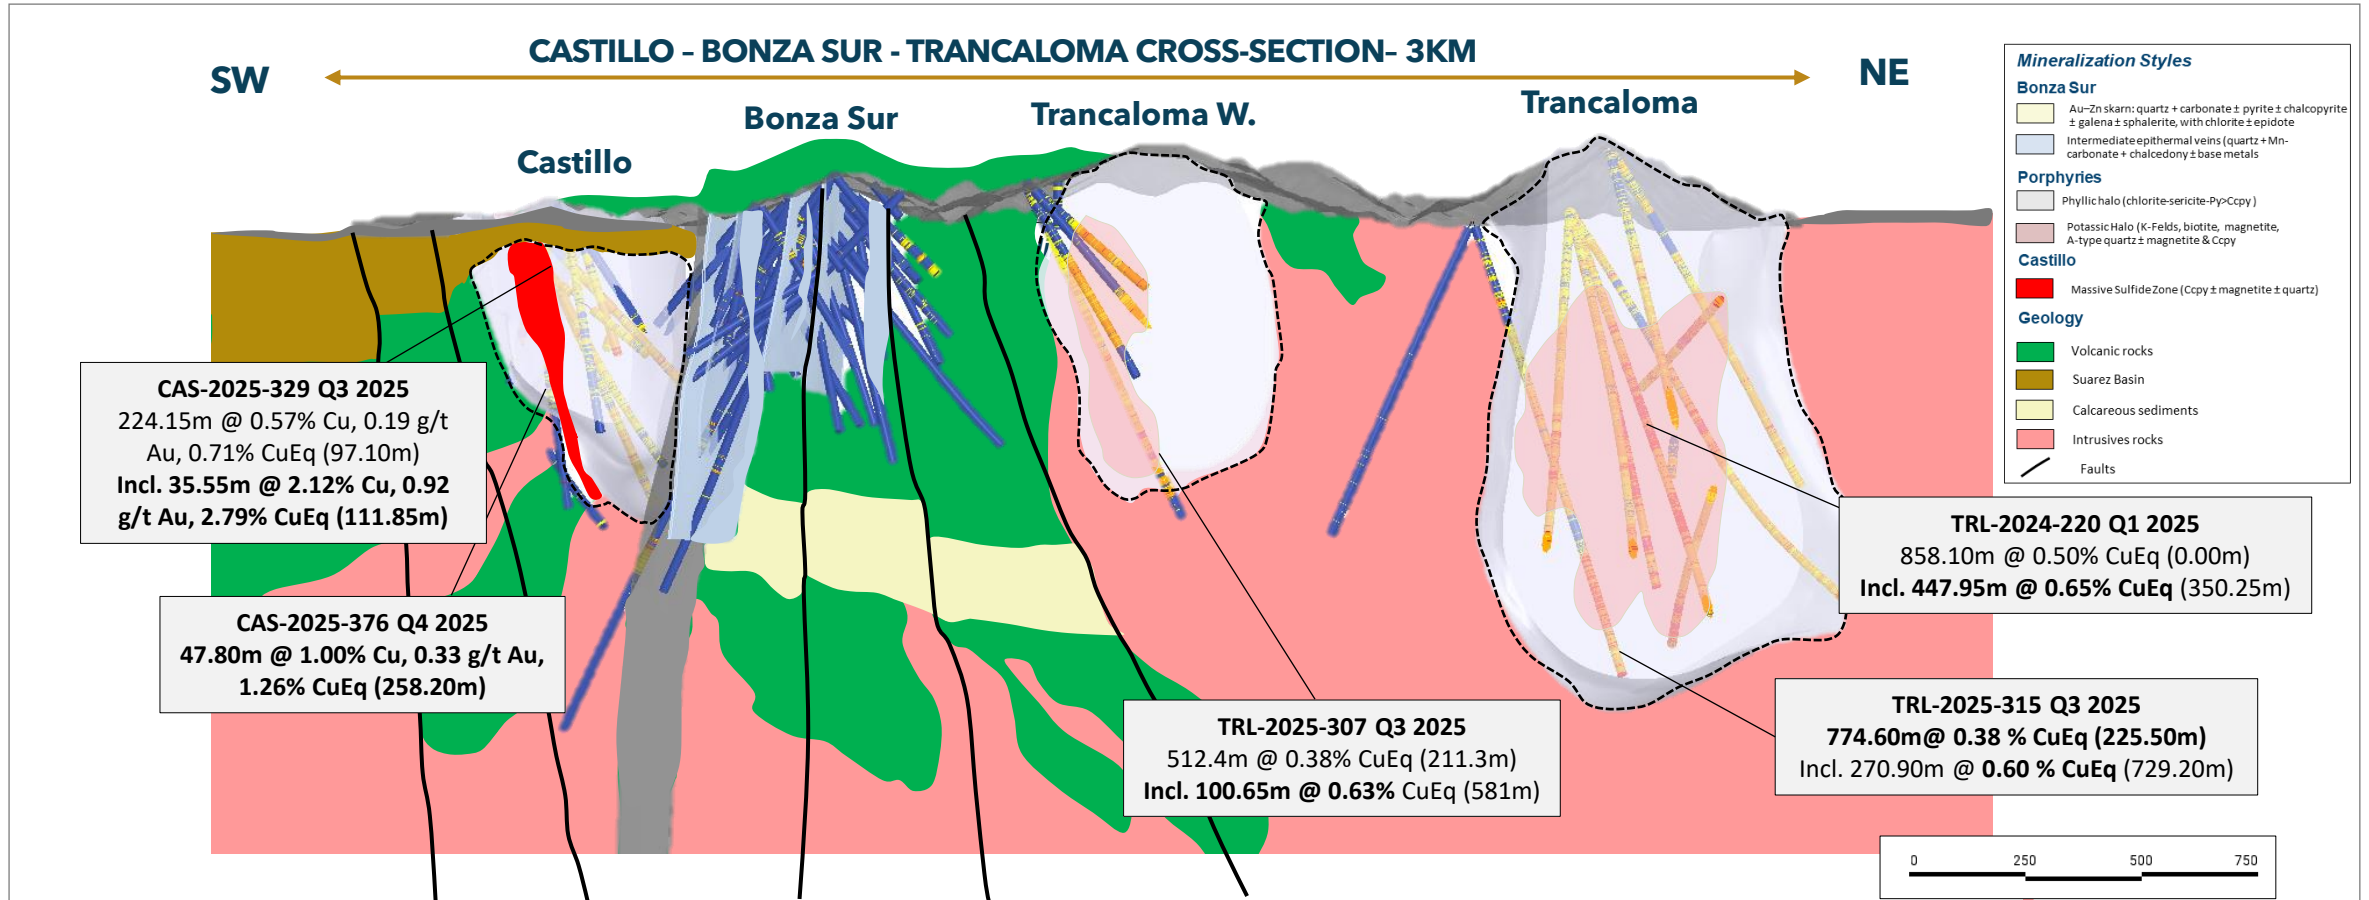 CASTILLO – BONZA SUR - TRANCALOMA CROSS-SECTION– 3KM
SW
NE
Castillo
Bonza Sur
Trancaloma W.
Trancaloma
Mineralization Styles
Bonza Sur
Au–Zn skarn: quartz + carbonate ± pyrite ± chalcopyrite
± galena ± sphalerite, with chlorite ± epidote
Intermediate epithermal veins (quartz + Mn-
carbonate + chalcedony ± base metals
Porphyries
Phyllic halo (chlorite-sericite-Py>Ccpy )
Potassic Halo (K-Felds, biotite, magnetite,
A-type quartz ± magnetite & Ccpy
Castillo
Massive Sulfide Zone (Ccpy ± magnetite ± quartz)
Geology
Volcanic rocks
Suarez Basin
Calcareous sediments
Intrusives rocks
Faults
CAS-2025-329 Q3 2025
224.15m @ 0.57% Cu, 0.19 g/t
Au, 0.71% CuEq (97.10m)
Incl. 35.55m @ 2.12% Cu, 0.92
g/t Au, 2.79% CuEq (111.85m)
CAS-2025-376 Q4 2025
47.80m @ 1.00% Cu, 0.33 g/t Au,
1.26% CuEq (258.20m)
TRL-2025-307 Q3 2025
512.4m @ 0.38% CuEq (211.3m)
Incl. 100.65m @ 0.63% CuEq (581m)
TRL-2024-220 Q1 2025
858.10m @ 0.50% CuEq (0.00m)
Incl. 447.95m @ 0.65% CuEq (350.25m)
TRL-2025-315 Q3 2025
774.60m@ 0.38 % CuEq (225.50m)
Incl. 270.90m @ 0.60 % CuEq (729.20m)
0 250 500 750